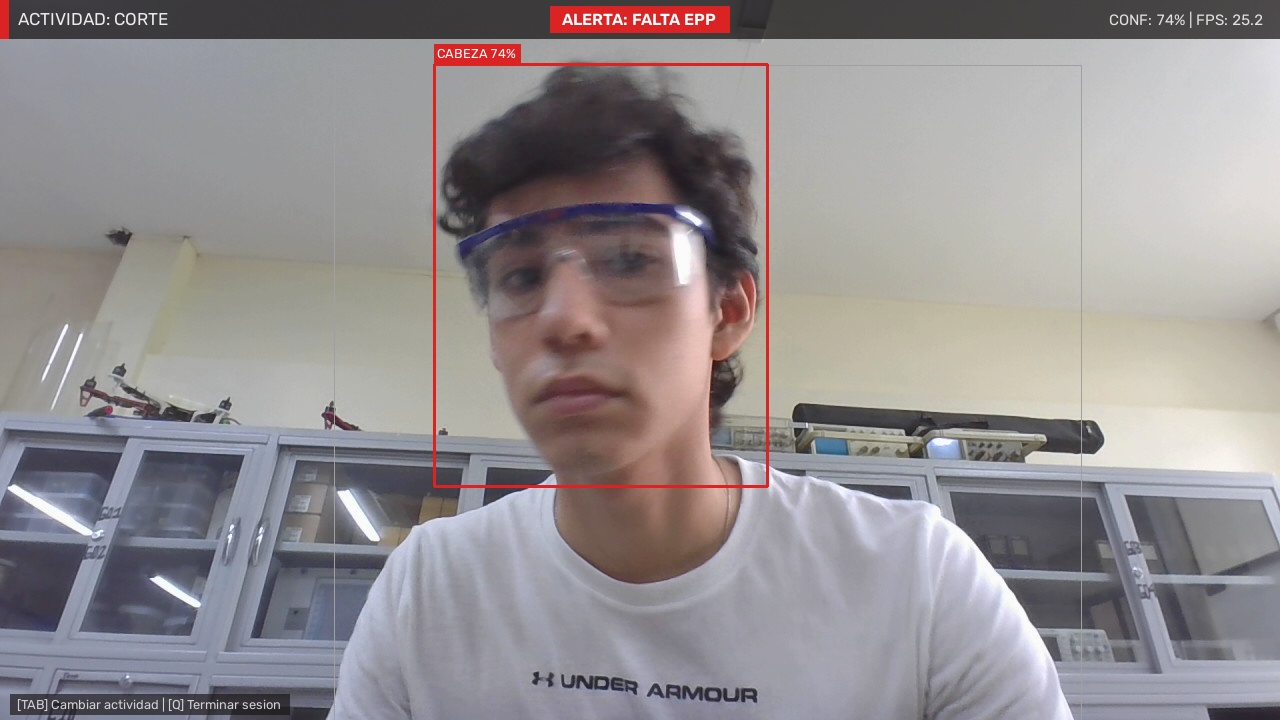 ACTIVIDAD: CORTE
ALERTA: FALTA EPP
CONF: 74% | FPS: 25.2
CABEZA 74%
UNDER ARMOUR
[TAB] Cambiar actividad | [Q] Terminar sesion